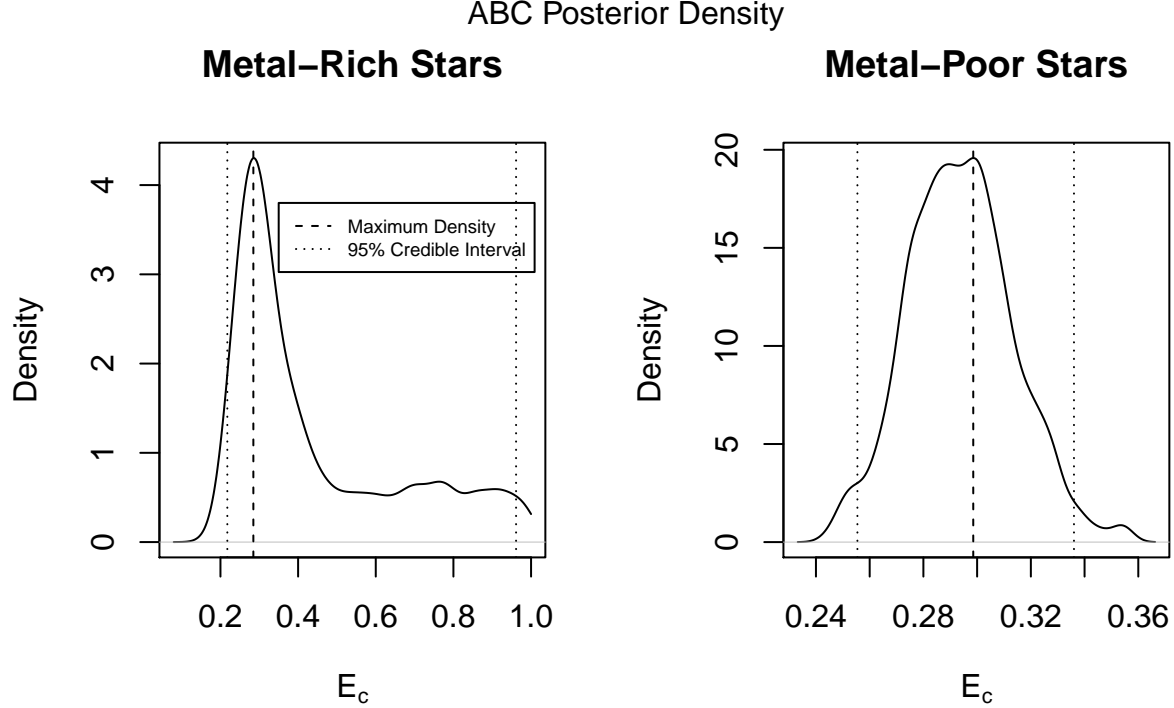 ABC Posterior Density
Metal–Rich Stars
4
3
2
1
0
Density
Maximum Density
95% Credible Interval
0.2 0.4 0.6 0.8 1.0
E_c
Metal–Poor Stars
20
15
10
5
0
Density
0.24 0.28 0.32 0.36
E_c